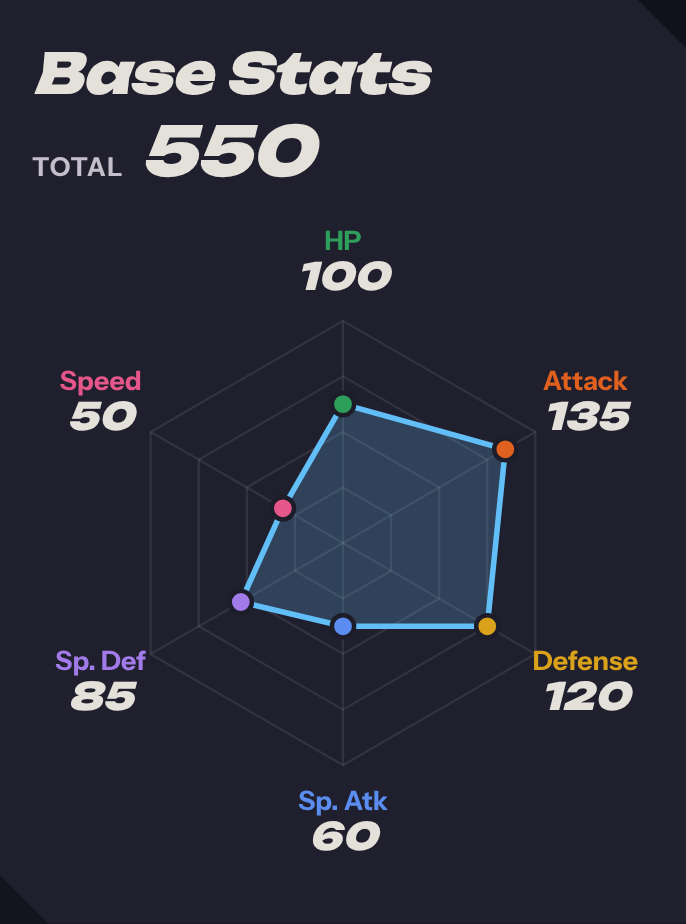 Base Stats
TOTAL 550
HP
100
Speed
50
Attack
135
Sp. Def
85
Defense
120
Sp. Atk
60